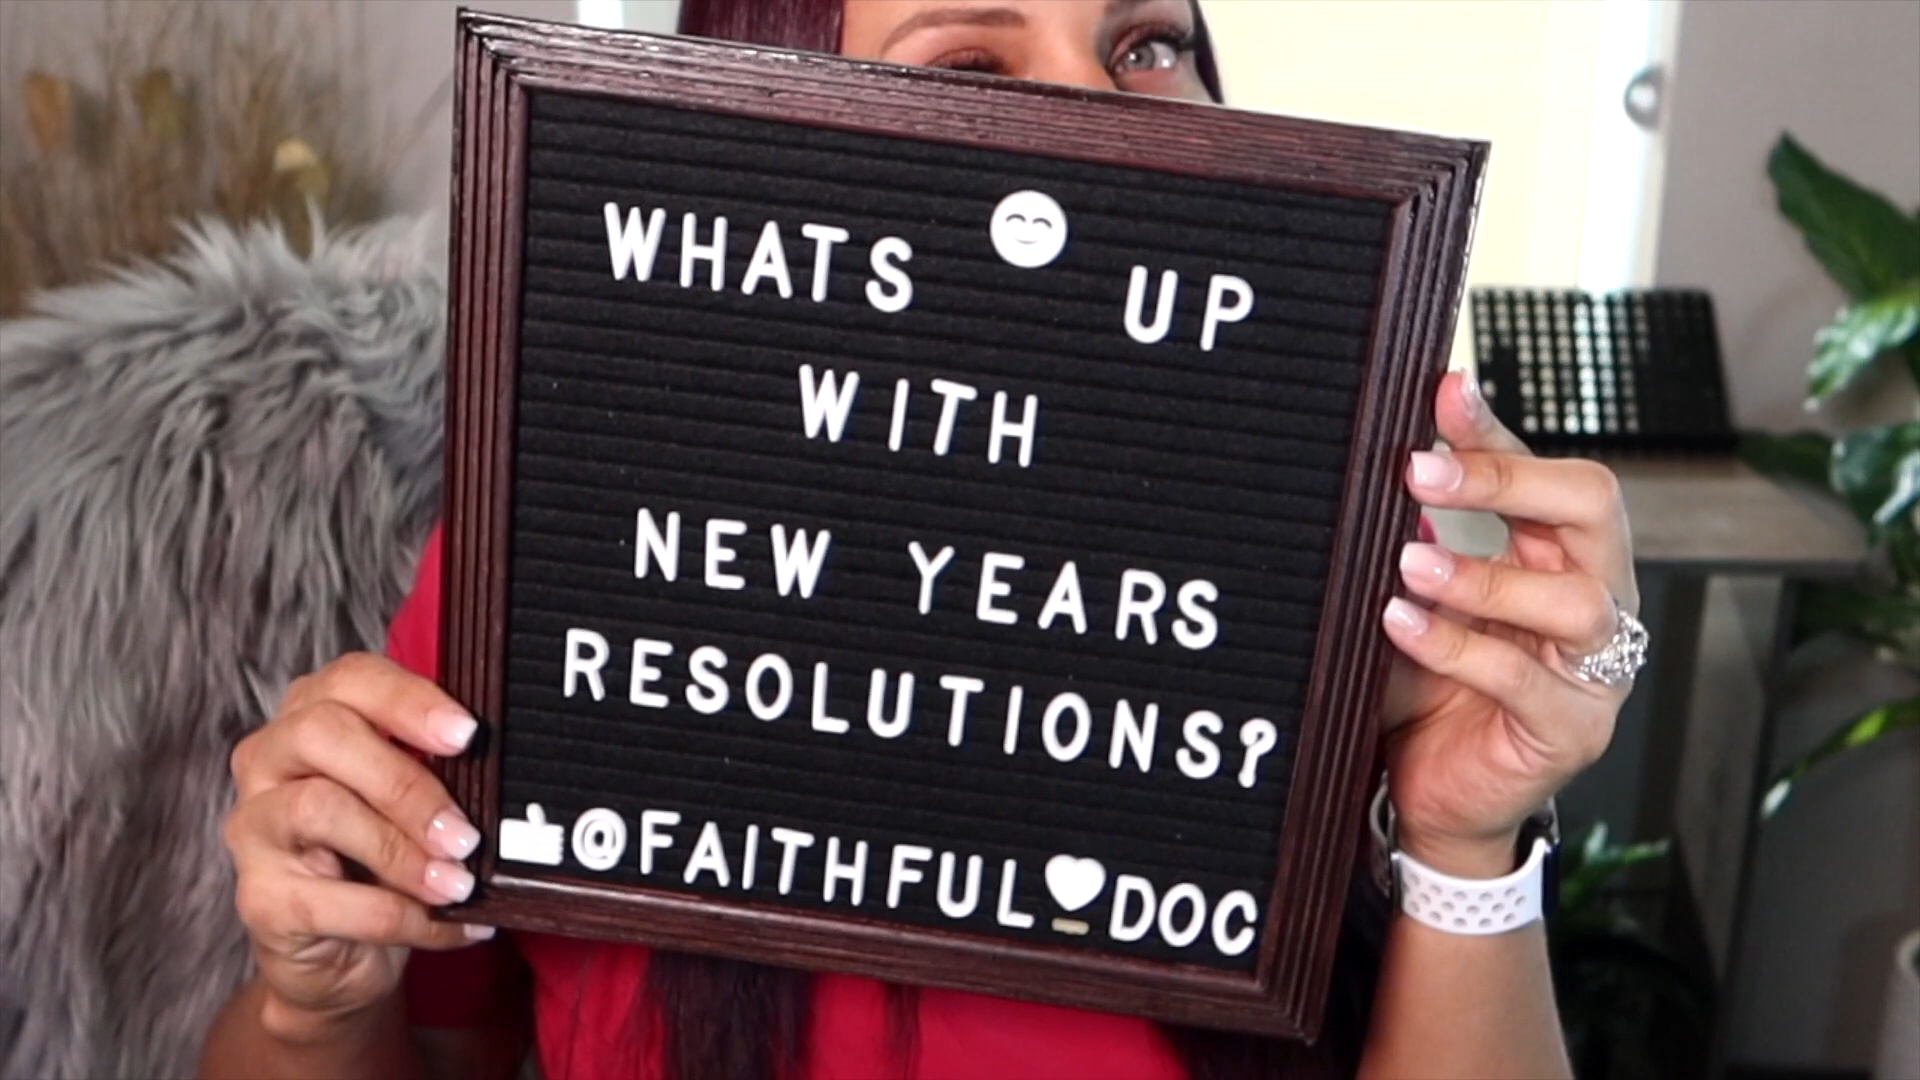 WHATS 😊 UP
WITH
NEW YEARS
RESOLUTIONS?
👍@FAITHFUL♥DOC